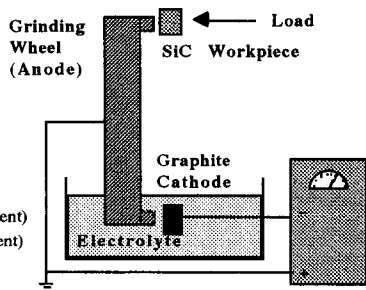 Grinding
Wheel
(Anode)
Load
SiC Workpiece
Graphite
Cathode
ent)
ent)
Electrolyte
-
+